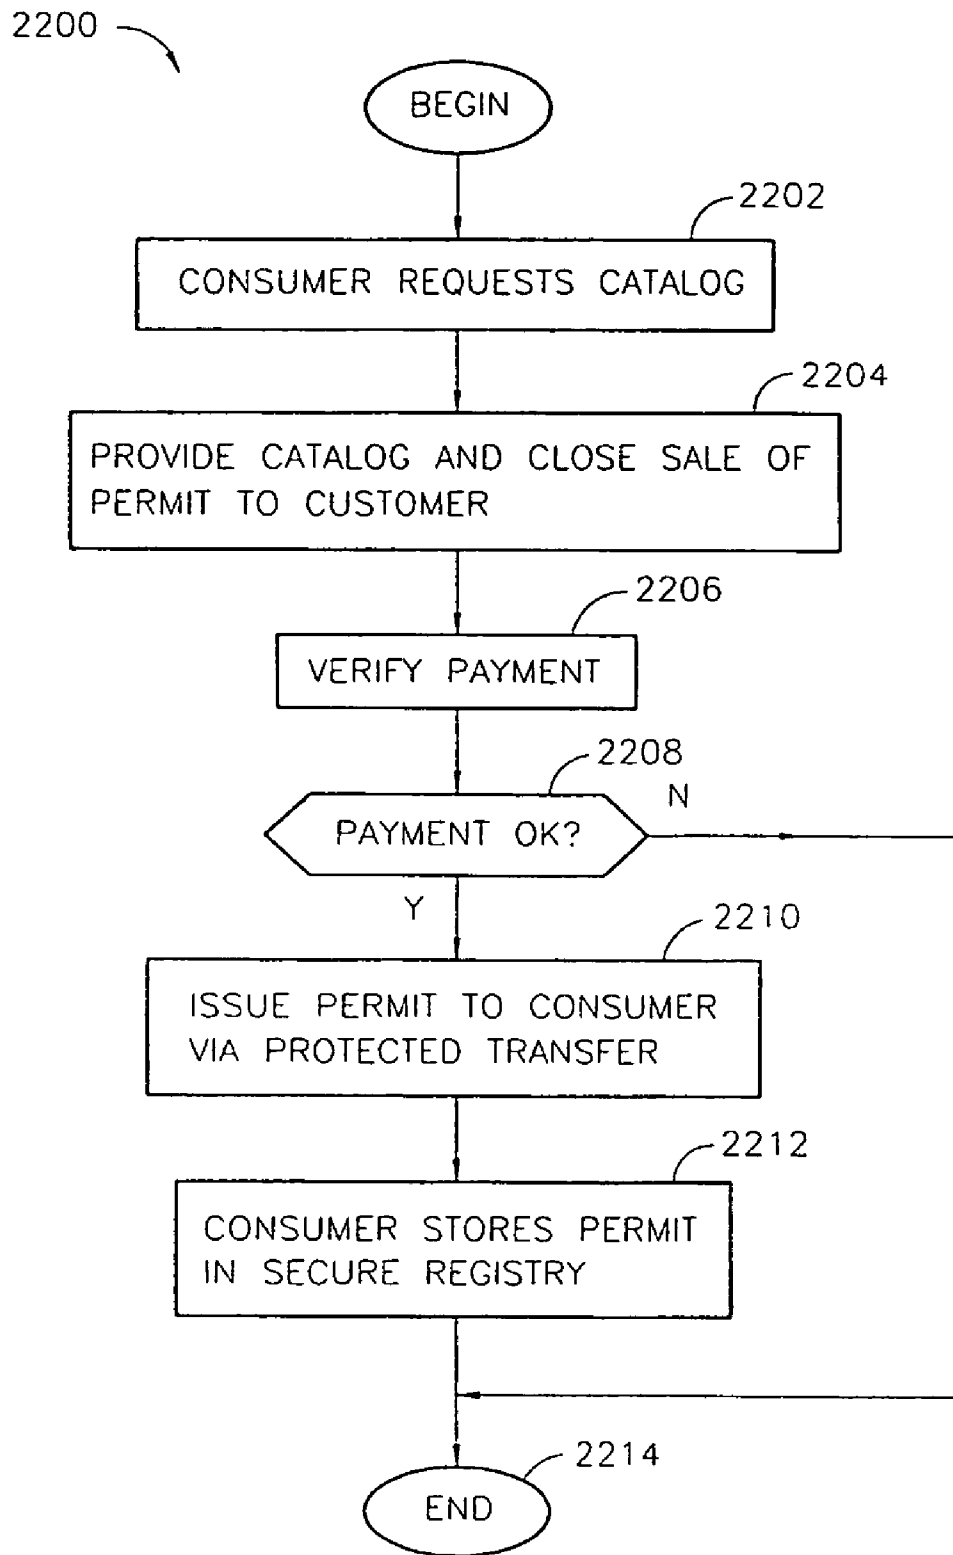 2200
BEGIN
2202
CONSUMER REQUESTS CATALOG
2204
PROVIDE CATALOG AND CLOSE SALE OF
PERMIT TO CUSTOMER
2206
VERIFY PAYMENT
2208
N
PAYMENT OK?
Y
2210
ISSUE PERMIT TO CONSUMER
VIA PROTECTED TRANSFER
2212
CONSUMER STORES PERMIT
IN SECURE REGISTRY
2214
END